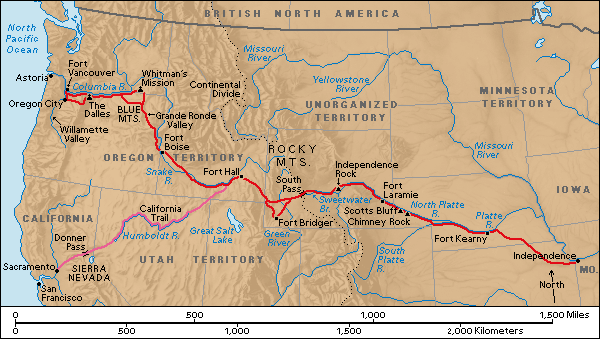 BRITISH NORTH AMERICA
North
Pacific
Ocean
Missouri
River
Fort
Vancouver
Whitman's
Mission
Astoria
Columbia R.
Continental
Divide
Yellowstone
River
MINNESOTA
TERRITORY
Oregon City
The
Dalles
BLUE
MTS.
Grande Ronde
Valley
UNORGANIZED
TERRITORY
Willamette
Valley
Fort
Boise
Missouri
River
OREGON TERRITORY
ROCKY
MTS.
Snake
R.
Fort Hall
South
Pass
Independence
Rock
Sweetwater
Br.
Fort
Laramie
IOWA
CALIFORNIA
California
Trail
Scotts Bluff
Chimney Rock
North Platte
R.
Platte
R.
Donner
Pass
Humboldt R.
Great Salt
Lake
Fort Bridger
Green
River
Fort Kearny
South
Platte
R.
Independence
Sacramento
SIERRA
NEVADA
UTAH TERRITORY
MO.
San
Francisco
North
0 500 1,000 1,500 Miles
0 500 1,000 1,500 2,000 Kilometers